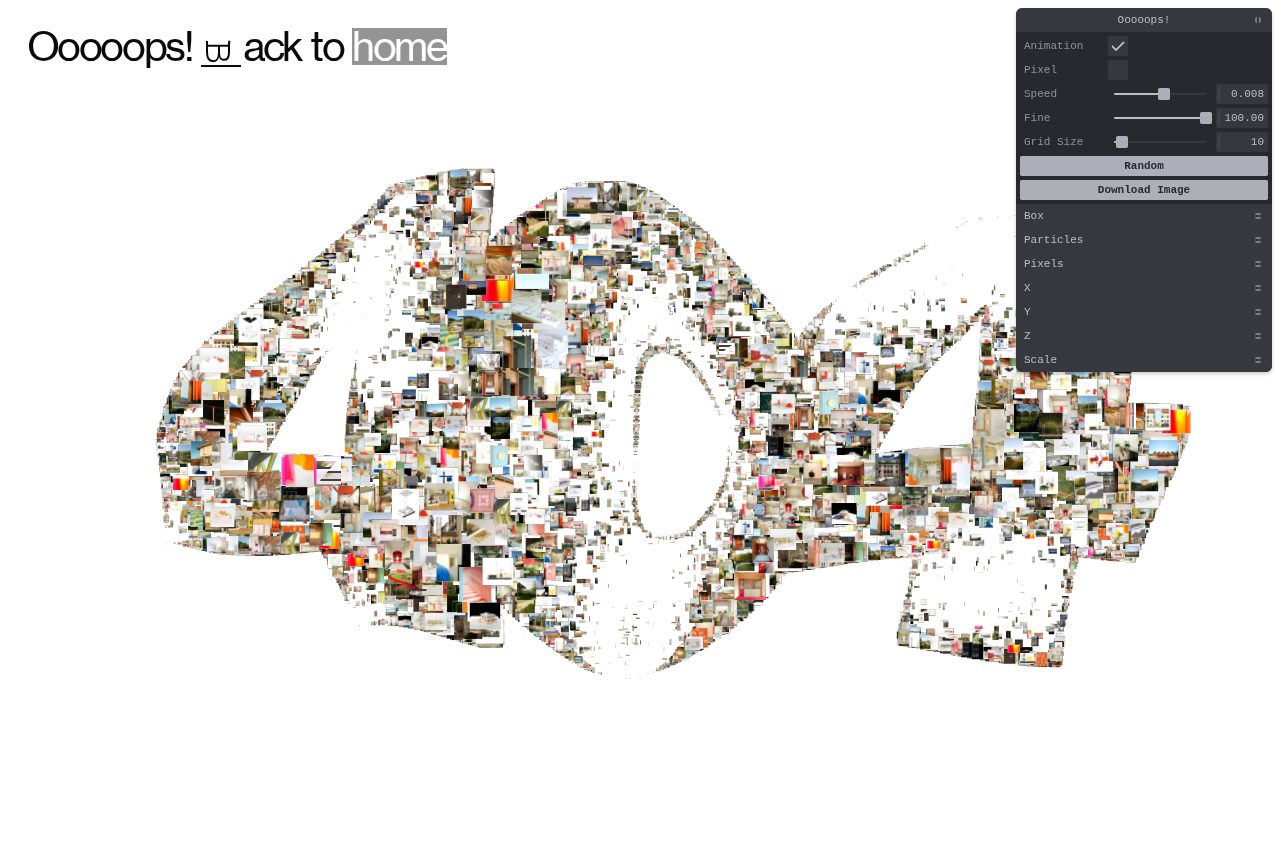 Ooooops! Back to home
Ooooops!
Animation
Pixel
Speed 0.008
Fine 100.00
Grid Size 10
Random
Download Image
Box
Particles
Pixels
X
Y
Z
Scale
404